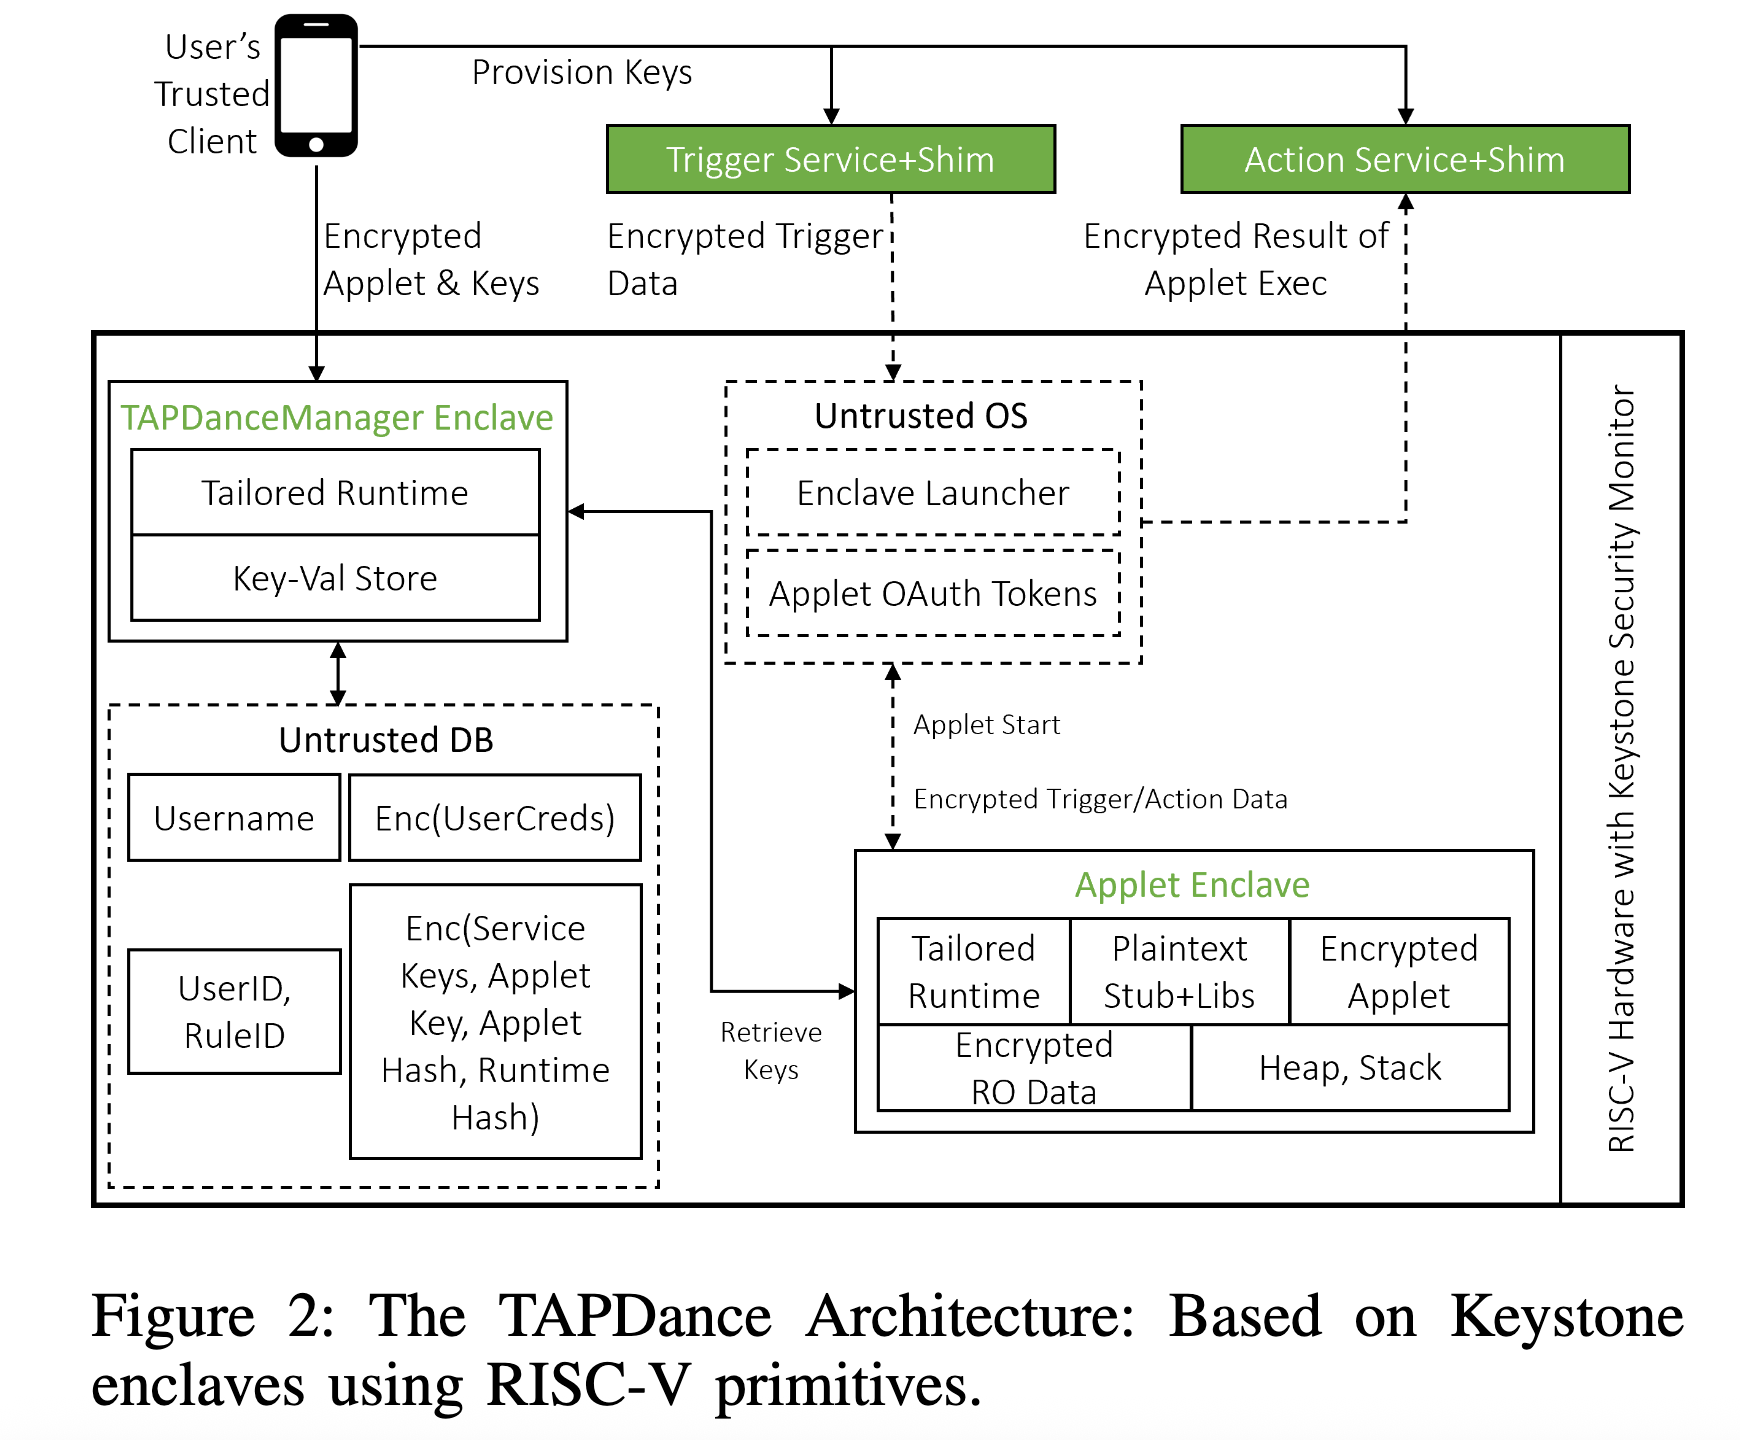 User's
Trusted
Client
Provision Keys
Trigger Service+Shim
Action Service+Shim
Encrypted
Applet & Keys
Encrypted Trigger
Data
Encrypted Result of
Applet Exec
TAPDanceManager Enclave
Tailored Runtime
Key-Val Store
Untrusted OS
Enclave Launcher
Applet OAuth Tokens
RISC-V Hardware with Keystone Security Monitor
Untrusted DB
Username
Enc(UserCreds)
UserID,
RuleID
Enc(Service
Keys, Applet
Key, Applet
Hash, Runtime
Hash)
Applet Start
Encrypted Trigger/Action Data
Retrieve
Keys
Applet Enclave
Tailored
Runtime
Plaintext
Stub+Libs
Encrypted
Applet
Encrypted
RO Data
Heap, Stack
Figure 2: The TAPDance Architecture: Based on Keystone
enclaves using RISC-V primitives.